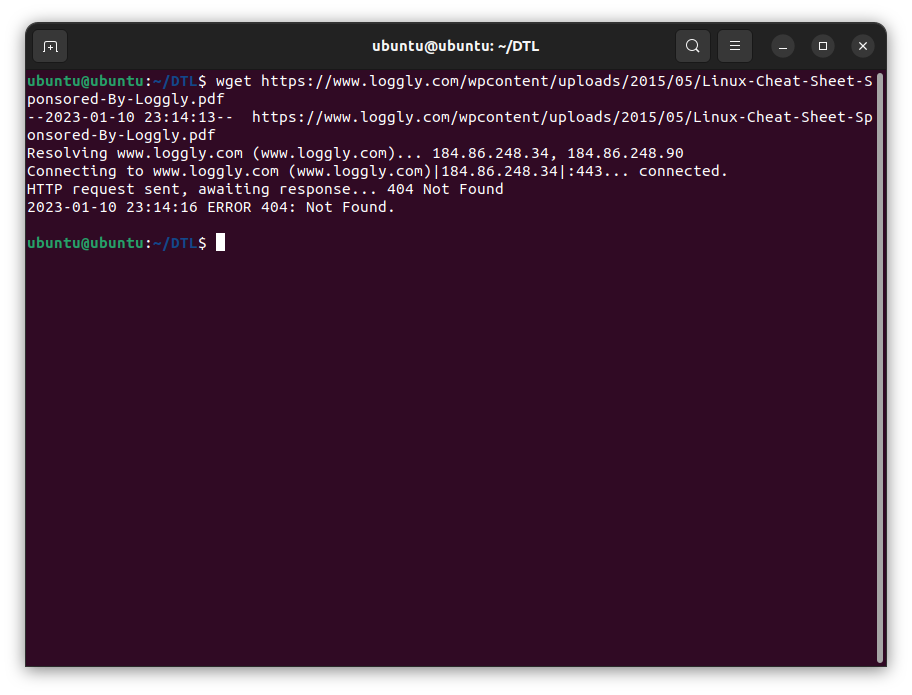 ubuntu@ubuntu: ~/DTL
ubuntu@ubuntu:~/DTL$ wget https://www.loggly.com/wpcontent/uploads/2015/05/Linux-Cheat-Sheet-S
ponsored-By-Loggly.pdf
--2023-01-10 23:14:13--  https://www.loggly.com/wpcontent/uploads/2015/05/Linux-Cheat-Sheet-Sp
onsored-By-Loggly.pdf
Resolving www.loggly.com (www.loggly.com)... 184.86.248.34, 184.86.248.90
Connecting to www.loggly.com (www.loggly.com)|184.86.248.34|:443... connected.
HTTP request sent, awaiting response... 404 Not Found
2023-01-10 23:14:16 ERROR 404: Not Found.
ubuntu@ubuntu:~/DTL$